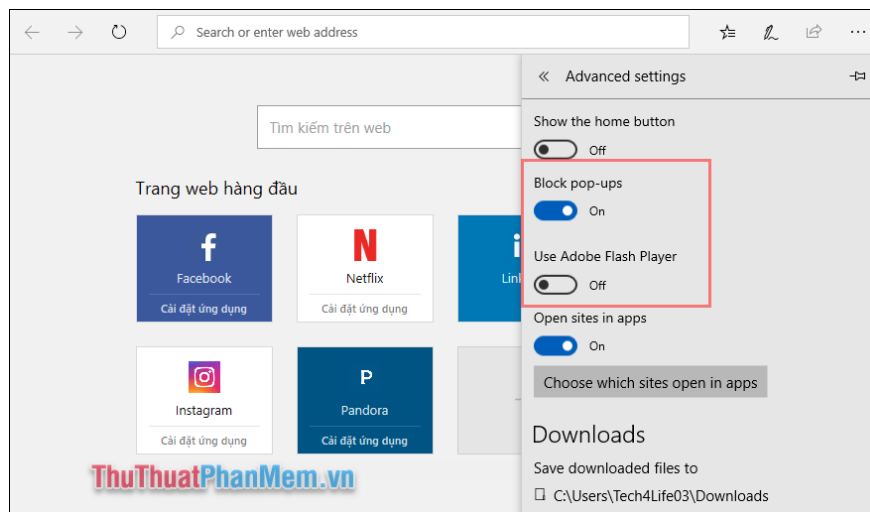 Search or enter web address
Advanced settings
Show the home button
Off
Block pop-ups
On
Use Adobe Flash Player
Off
Open sites in apps
On
Choose which sites open in apps
Downloads
Save downloaded files to
C:\Users\Tech4Life03\Downloads
Tìm kiếm trên web
Trang web hàng đầu
f
Facebook
Cài đặt ứng dụng
N
Netflix
Cài đặt ứng dụng
Instagram
Cài đặt ứng dụng
P
Pandora
Cài đặt ứng dụng
ThuThuatPhanMem.vn